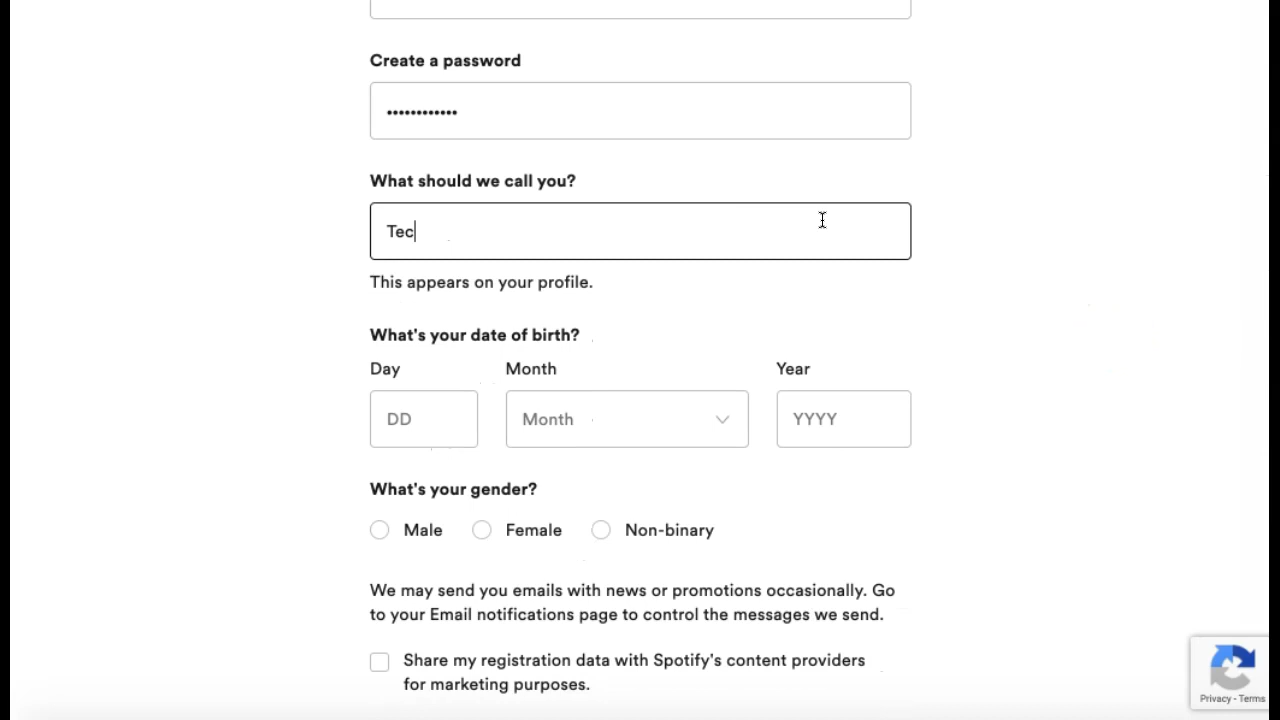 Create a password
••••••••••••
What should we call you?
Tec
This appears on your profile.
What's your date of birth?
Day Month Year
DD Month YYYY
What's your gender?
Male Female Non-binary
We may send you emails with news or promotions occasionally. Go
to your Email notifications page to control the messages we send.
Share my registration data with Spotify's content providers
for marketing purposes.
Privacy - Terms